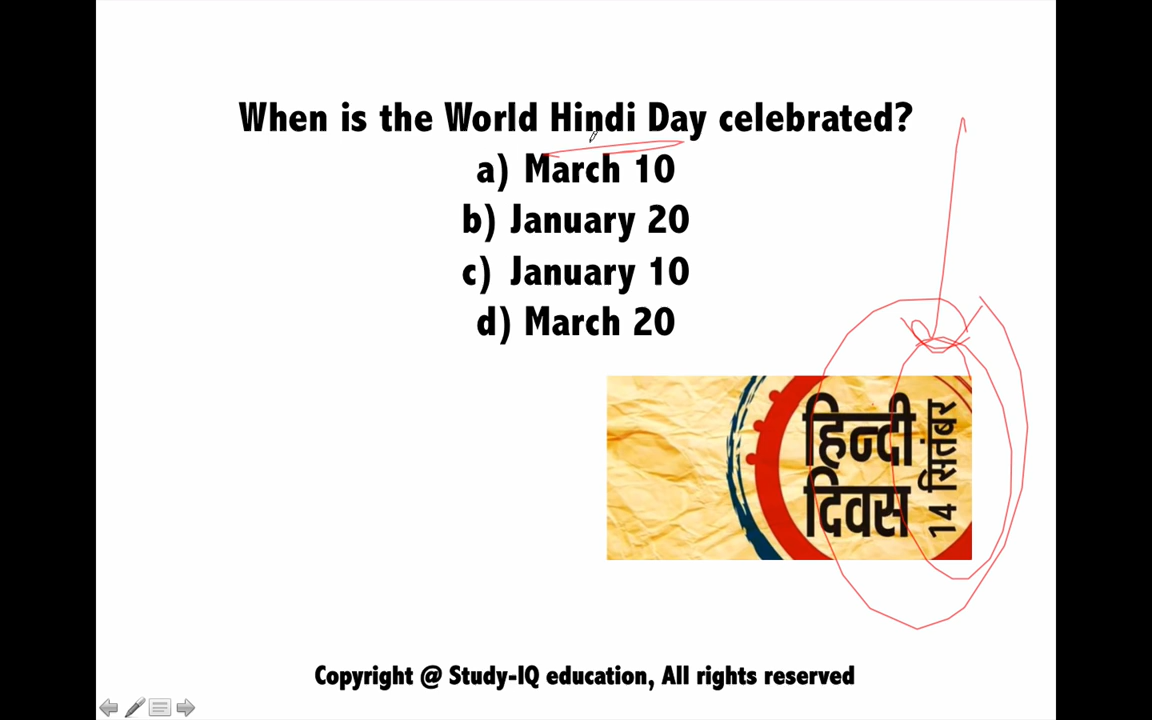 When is the World Hindi Day celebrated?
a) March 10
b) January 20
c) January 10
d) March 20
हिन्दी
दिवस
14 सितंबर
Copyright @ Study-IQ education, All rights reserved